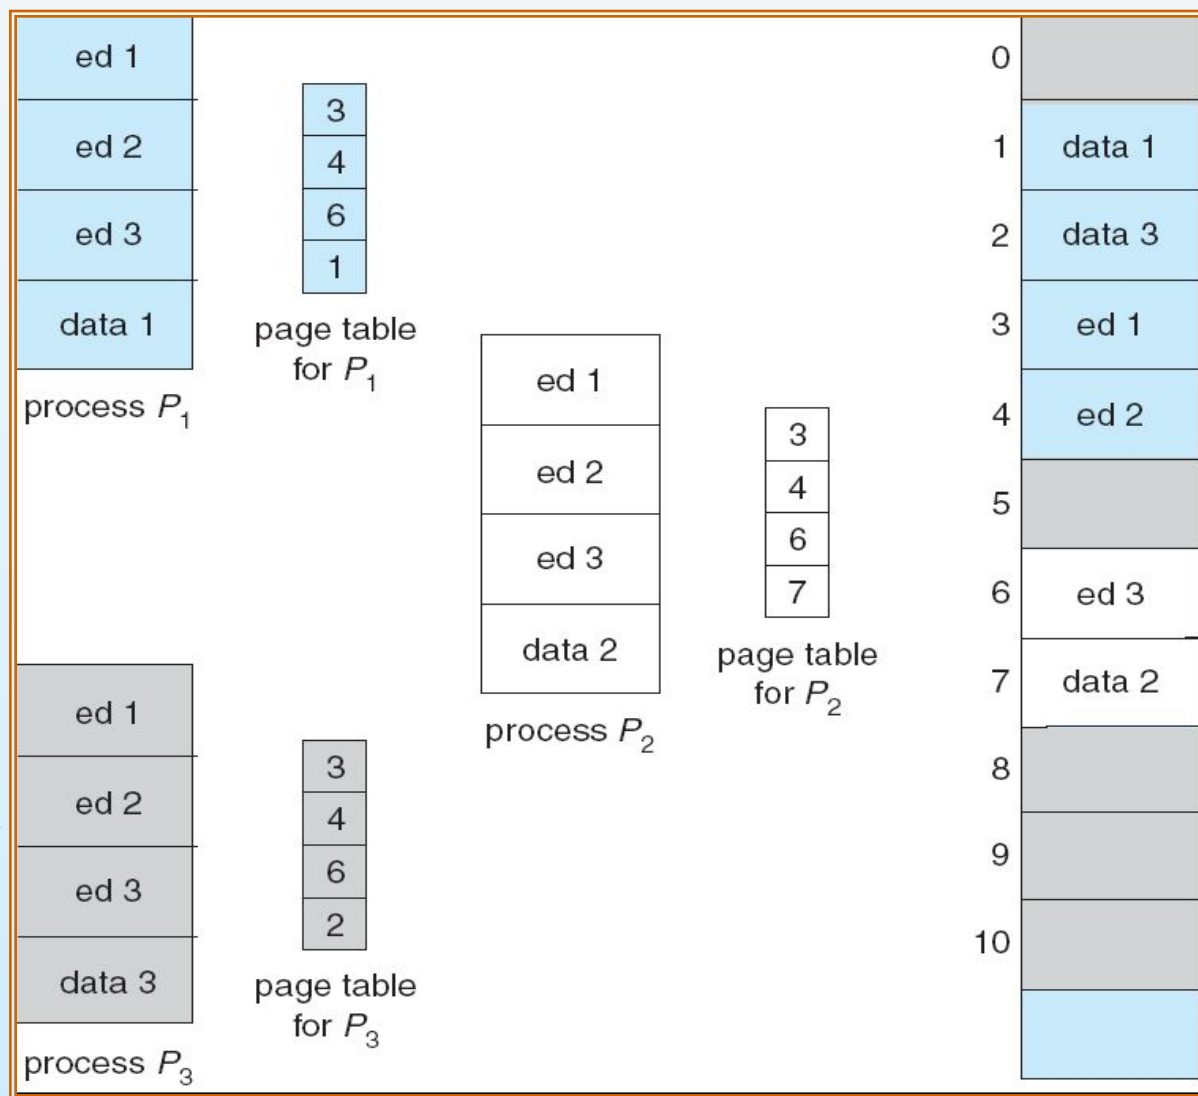 ed 1
ed 2
ed 3
data 1
process P1
3
4
6
1
page table
for P1
ed 1
ed 2
ed 3
data 2
process P2
3
4
6
7
page table
for P2
ed 1
ed 2
ed 3
data 3
process P3
3
4
6
2
page table
for P3
0
1 data 1
2 data 3
3 ed 1
4 ed 2
5
6 ed 3
7 data 2
8
9
10